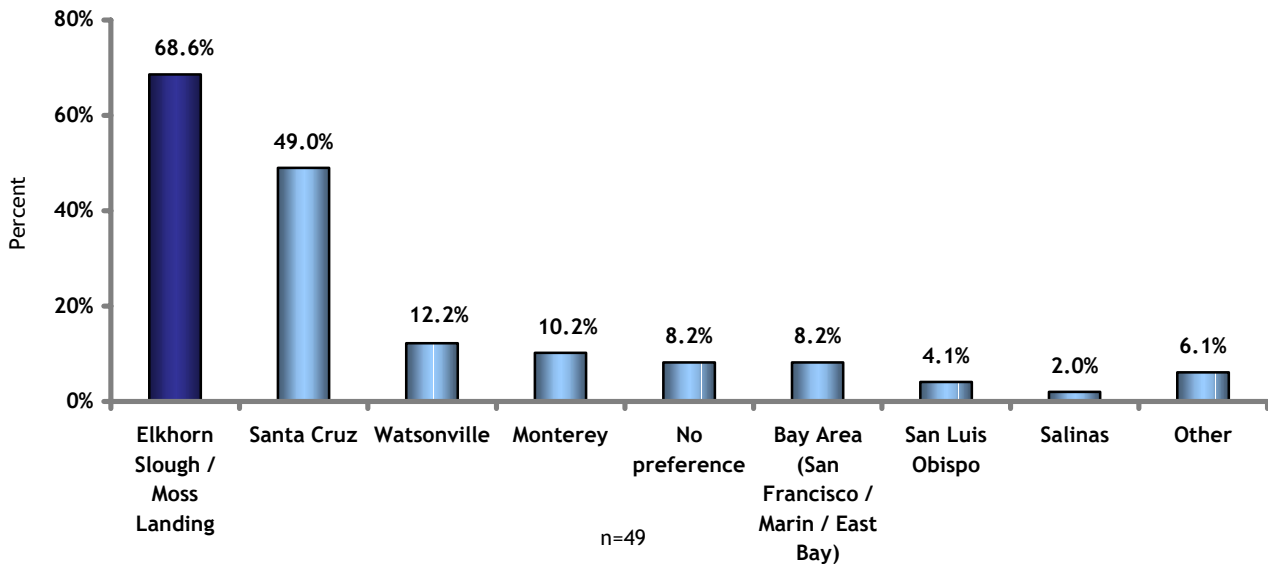 80%
60%
40%
20%
0%
Percent
68.6%
49.0%
12.2%
10.2%
8.2%
8.2%
4.1%
2.0%
6.1%
Elkhorn
Slough /
Moss
Landing
Santa Cruz
Watsonville
Monterey
No
preference
Bay Area
(San
Francisco /
Marin / East
Bay)
San Luis
Obispo
Salinas
Other
n=49